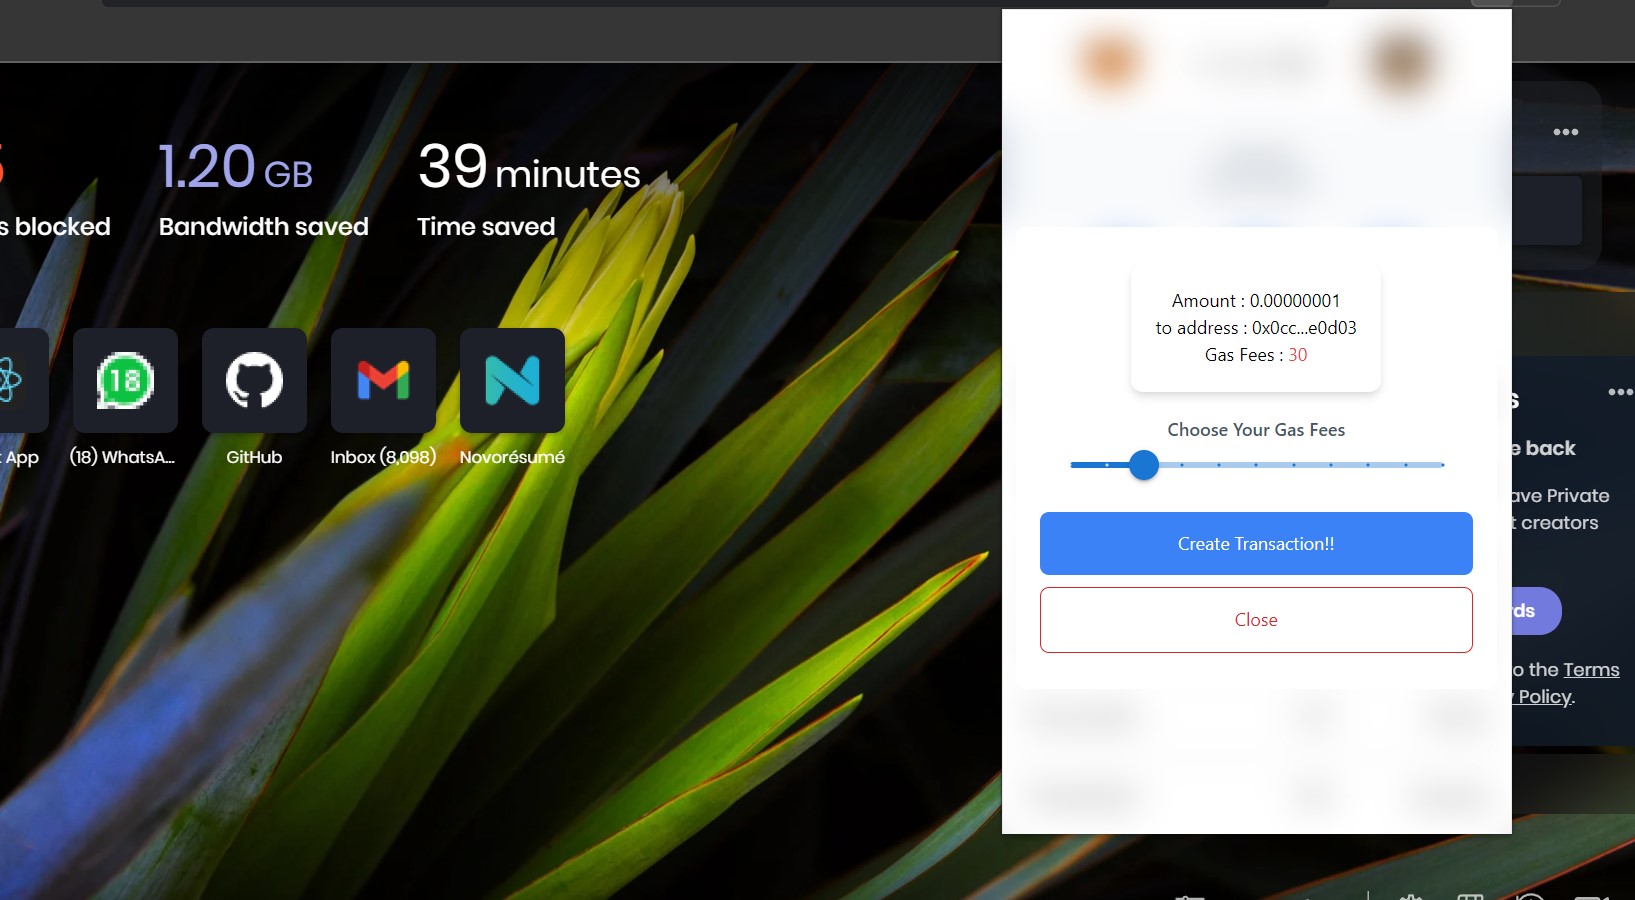 1.20 GB
39 minutes
s blocked
Bandwidth saved
Time saved
18
App
(18) WhatsA...
GitHub
Inbox (8,098)
Novorésumé
Amount : 0.00000001
to address : 0x0cc...e0d03
Gas Fees : 30
Choose Your Gas Fees
Create Transaction!!
Close
s
e back
ave Private
t creators
ds
o the Terms
Policy.